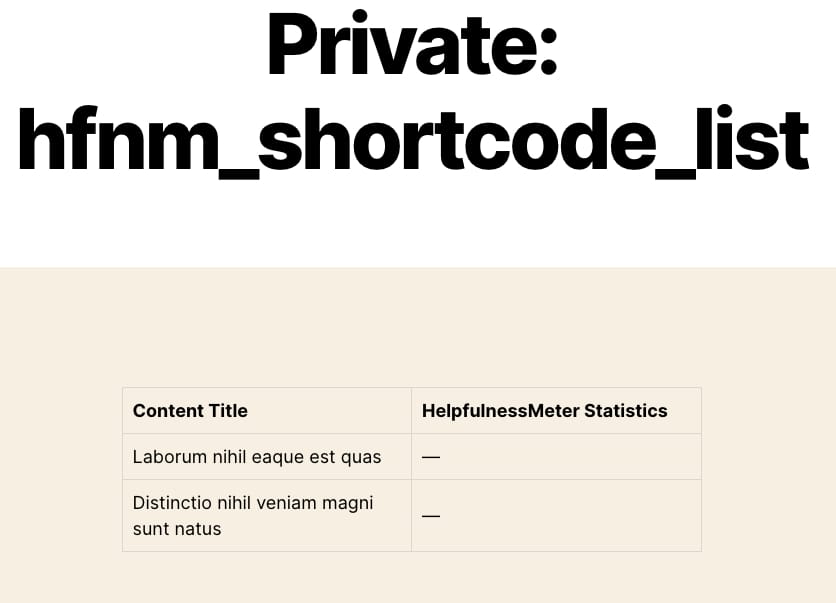 Private:
hfnm_shortcode_list
Content Title
HelpfulnessMeter Statistics
Laborum nihil eaque est quas
—
Distinctio nihil veniam magni
sunt natus
—